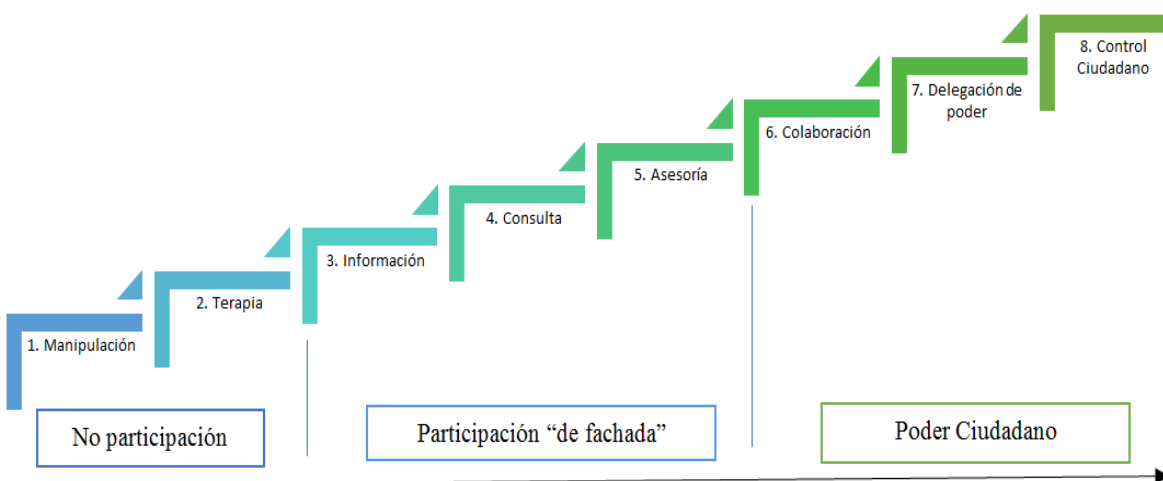 1. Manipulación
2. Terapia
3. Información
4. Consulta
5. Asesoría
6. Colaboración
7. Delegación de
poder
8. Control
Ciudadano
No participación
Participación “de fachada”
Poder Ciudadano